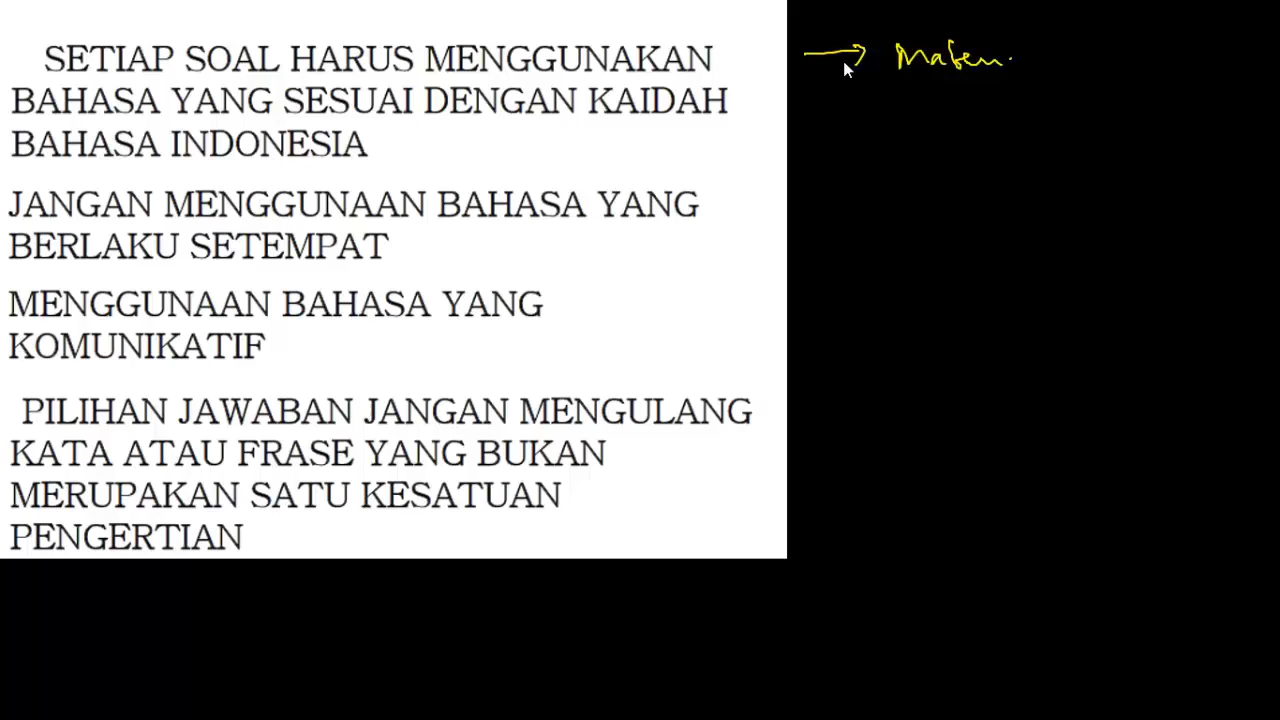 SETIAP SOAL HARUS MENGGUNAKAN
BAHASA YANG SESUAI DENGAN KAIDAH
BAHASA INDONESIA
JANGAN MENGGUNAAN BAHASA YANG
BERLAKU SETEMPAT
MENGGUNAAN BAHASA YANG
KOMUNIKATIF
PILIHAN JAWABAN JANGAN MENGULANG
KATA ATAU FRASE YANG BUKAN
MERUPAKAN SATU KESATUAN
PENGERTIAN